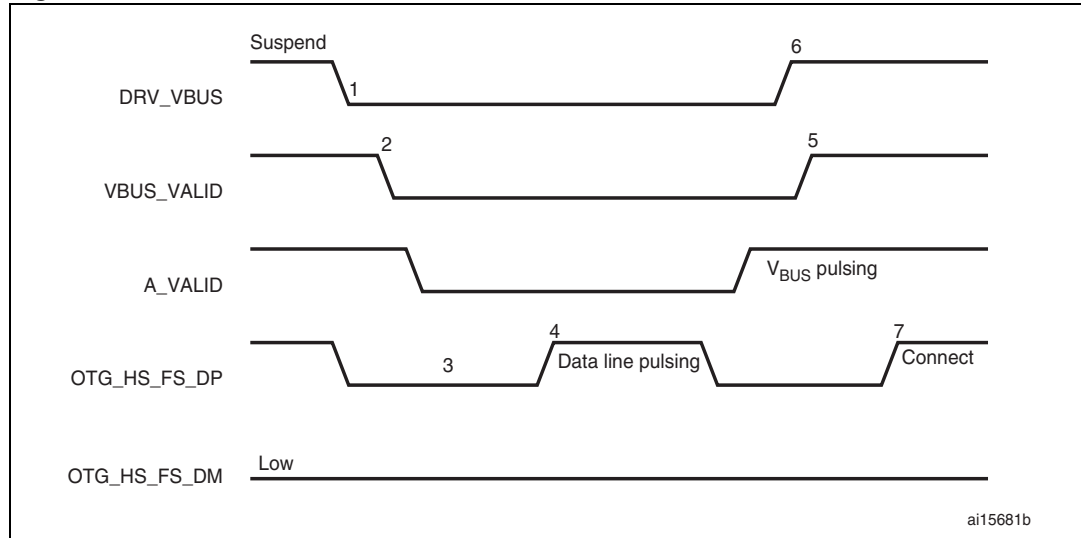 Suspend
6
DRV_VBUS
1
2
5
VBUS_VALID
A_VALID
VBUS pulsing
4
7
OTG_HS_FS_DP
3
Data line pulsing
Connect
OTG_HS_FS_DM
Low
ai15681b